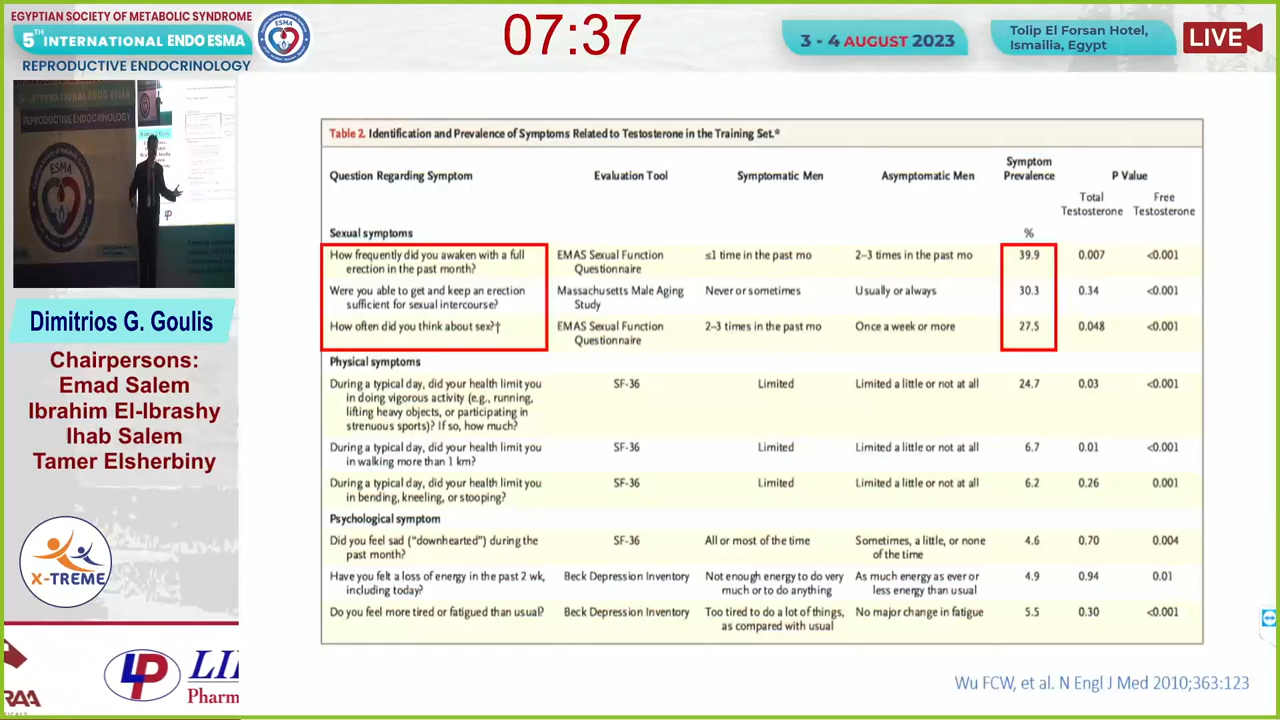 EGYPTIAN SOCIETY OF METABOLIC SYNDROME
5TH INTERNATIONAL ENDO ESMA
REPRODUCTIVE ENDOCRINOLOGY
ESMA
07:37
3 - 4 AUGUST 2023
Tolip El Forsan Hotel,
Ismailia, Egypt
LIVE
REPRODUCTIVE ENDOCRINOLOGY
ESMA
Dimitrios G. Goulis
Chairpersons:
Emad Salem
Ibrahim El-Ibrashy
Ihab Salem
Tamer Elsherbiny
X-TREME
RAA
LP
LI
Pharm
Table 2. Identification and Prevalence of Symptoms Related to Testosterone in the Training Set.*
Question Regarding Symptom Evaluation Tool Symptomatic Men Asymptomatic Men Symptom Prevalence P Value
Total Testosterone Free Testosterone
Sexual symptoms %
How frequently did you awaken with a full EMAS Sexual Function ≤1 time in the past mo 2–3 times in the past mo 39.9 0.007 <0.001
erection in the past month? Questionnaire
Were you able to get and keep an erection Massachusetts Male Aging Never or sometimes Usually or always 30.3 0.34 <0.001
sufficient for sexual intercourse? Study
How often did you think about sex?† EMAS Sexual Function 2–3 times in the past mo Once a week or more 27.5 0.048 <0.001
Questionnaire
Physical symptoms
During a typical day, did your health limit you SF-36 Limited Limited a little or not at all 24.7 0.03 <0.001
in doing vigorous activity (e.g., running,
lifting heavy objects, or participating in
strenuous sports)? If so, how much?
During a typical day, did your health limit you SF-36 Limited Limited a little or not at all 6.7 0.01 <0.001
in walking more than 1 km?
During a typical day, did your health limit you SF-36 Limited Limited a little or not at all 6.2 0.26 0.001
in bending, kneeling, or stooping?
Psychological symptom
Did you feel sad ("downhearted") during the SF-36 All or most of the time Sometimes, a little, or none 4.6 0.70 0.004
past month? of the time
Have you felt a loss of energy in the past 2 wk, Beck Depression Inventory Not enough energy to do very As much energy as ever or 4.9 0.94 0.01
including today? much or to do anything less energy than usual
Do you feel more tired or fatigued than usual? Beck Depression Inventory Too tired to do a lot of things, No major change in fatigue 5.5 0.30 <0.001
as compared with usual
Wu FCW, et al. N Engl J Med 2010;363:123